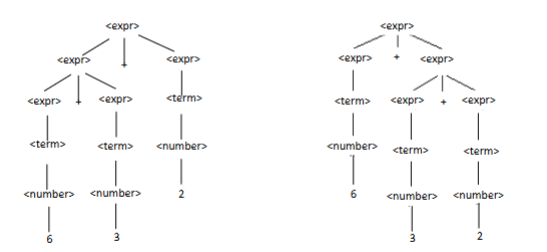 <expr> <expr>
<expr> + <expr> <expr> + <expr>
<expr> + <expr> <term> <term> <expr> + <expr>
<term> <term> <number> <number> <term> <term>
<number> <number> 2 6 <number> <number>
6 3 3 2